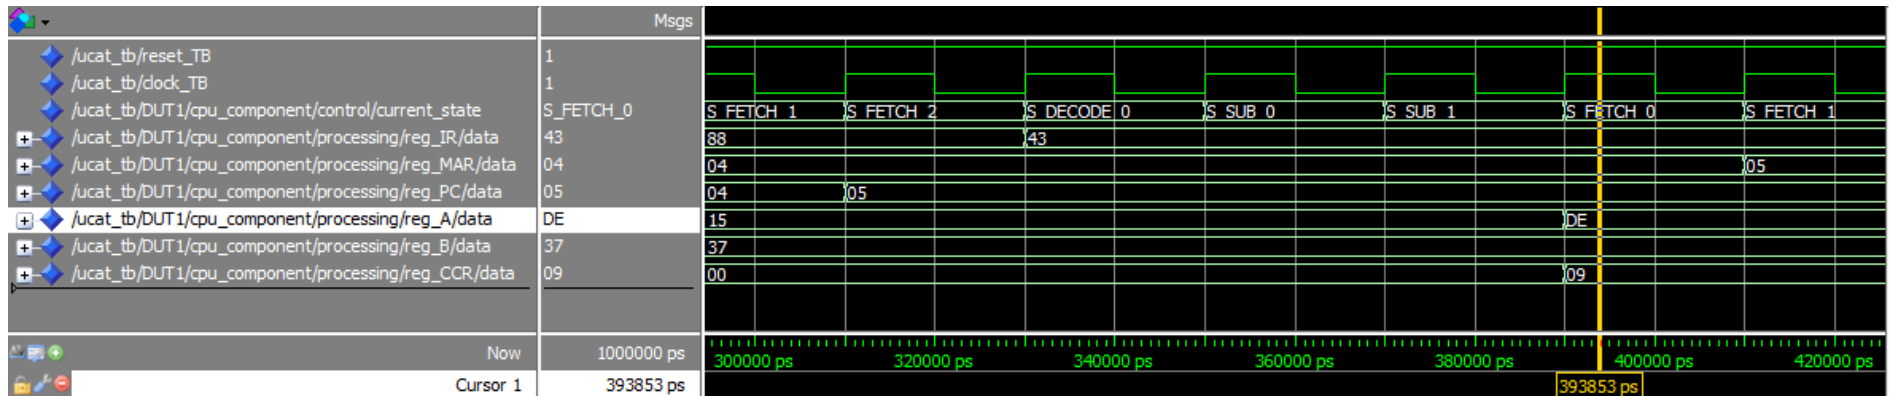 Msgs
/ucat_tb/reset_TB 1
/ucat_tb/clock_TB 1
/ucat_tb/DUT1/cpu_component/control/current_state S_FETCH_0 S_FETCH_1 S_FETCH_2 S_DECODE_0 S_SUB_0 S_SUB_1 S_FETCH_0 S_FETCH_1
/ucat_tb/DUT1/cpu_component/processing/reg_IR/data 43 88 43
/ucat_tb/DUT1/cpu_component/processing/reg_MAR/data 04 04 05
/ucat_tb/DUT1/cpu_component/processing/reg_PC/data 05 04 05
/ucat_tb/DUT1/cpu_component/processing/reg_A/data DE 15 DE
/ucat_tb/DUT1/cpu_component/processing/reg_B/data 37 37
/ucat_tb/DUT1/cpu_component/processing/reg_CCR/data 09 00 09
Now 1000000 ps 300000 ps 320000 ps 340000 ps 360000 ps 380000 ps 400000 ps 420000 ps
Cursor 1 393853 ps 393853 ps